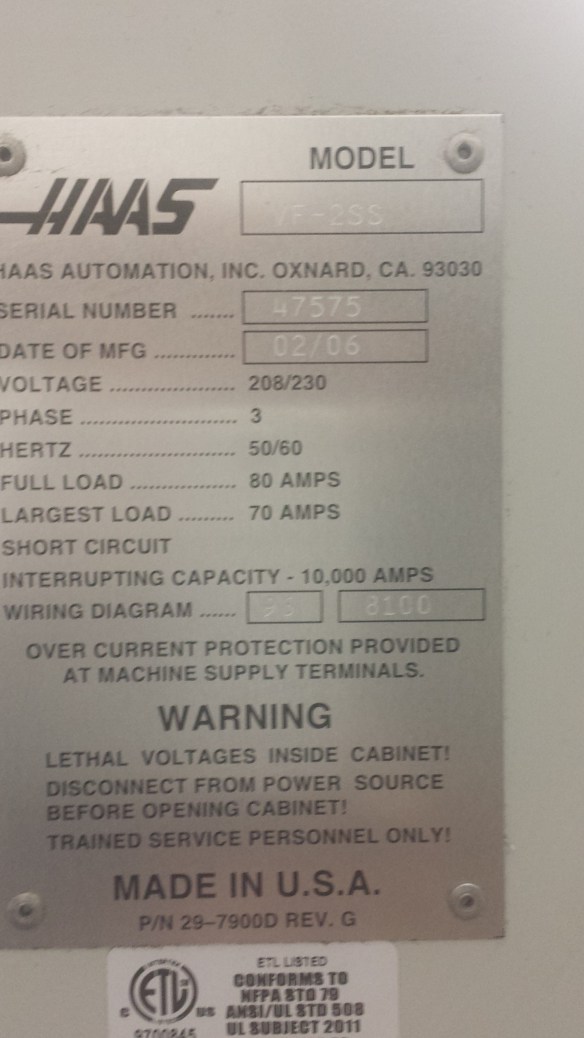 MODEL
HAAS
VF-2SS
HAAS AUTOMATION, INC. OXNARD, CA. 93030
SERIAL NUMBER ....... 47575
DATE OF MFG ............. 02/06
VOLTAGE .................... 208/230
PHASE ......................... 3
HERTZ ......................... 50/60
FULL LOAD ................. 80 AMPS
LARGEST LOAD ......... 70 AMPS
SHORT CIRCUIT
INTERRUPTING CAPACITY - 10,000 AMPS
WIRING DIAGRAM ...... 8100
OVER CURRENT PROTECTION PROVIDED
AT MACHINE SUPPLY TERMINALS.
WARNING
LETHAL VOLTAGES INSIDE CABINET!
DISCONNECT FROM POWER SOURCE
BEFORE OPENING CABINET!
TRAINED SERVICE PERSONNEL ONLY!
MADE IN U.S.A.
P/N 29-7900D REV. G
ETL LISTED
CONFORMS TO
NFPA STD 79
ANSI/UL STD 508
UL SUBJECT 2011
C ETL US
9700845